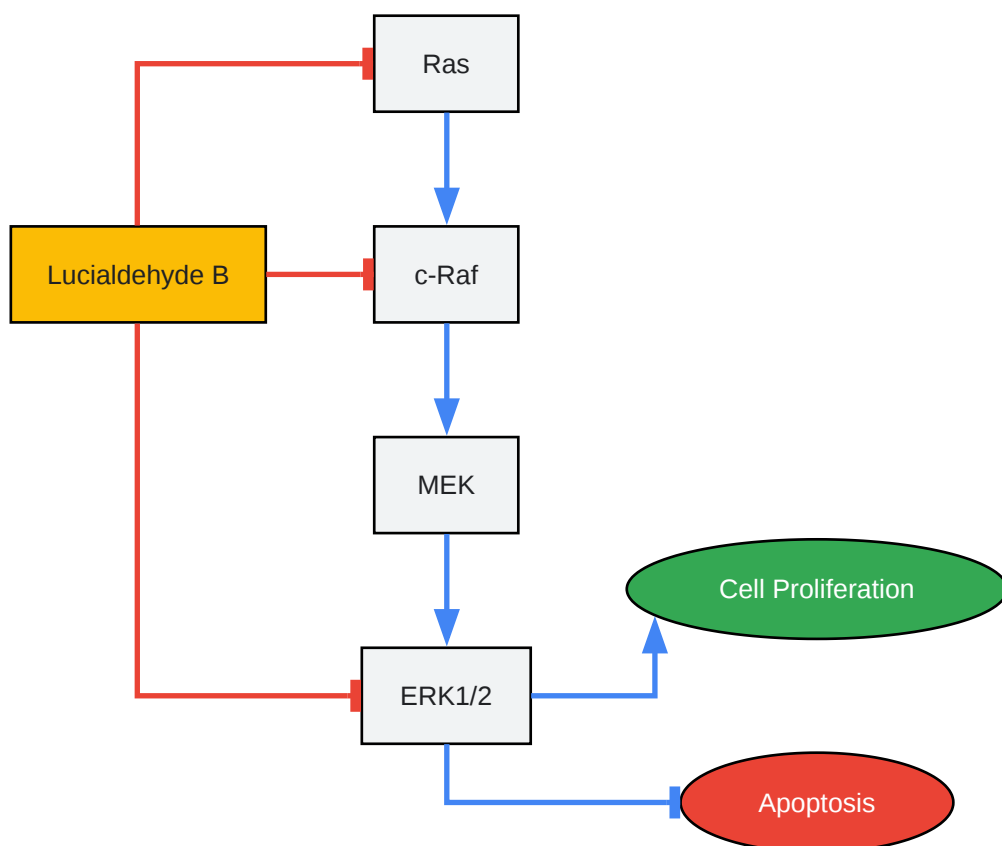 Ras
Lucialdehyde B
c-Raf
MEK
Cell Proliferation
ERK1/2
Apoptosis